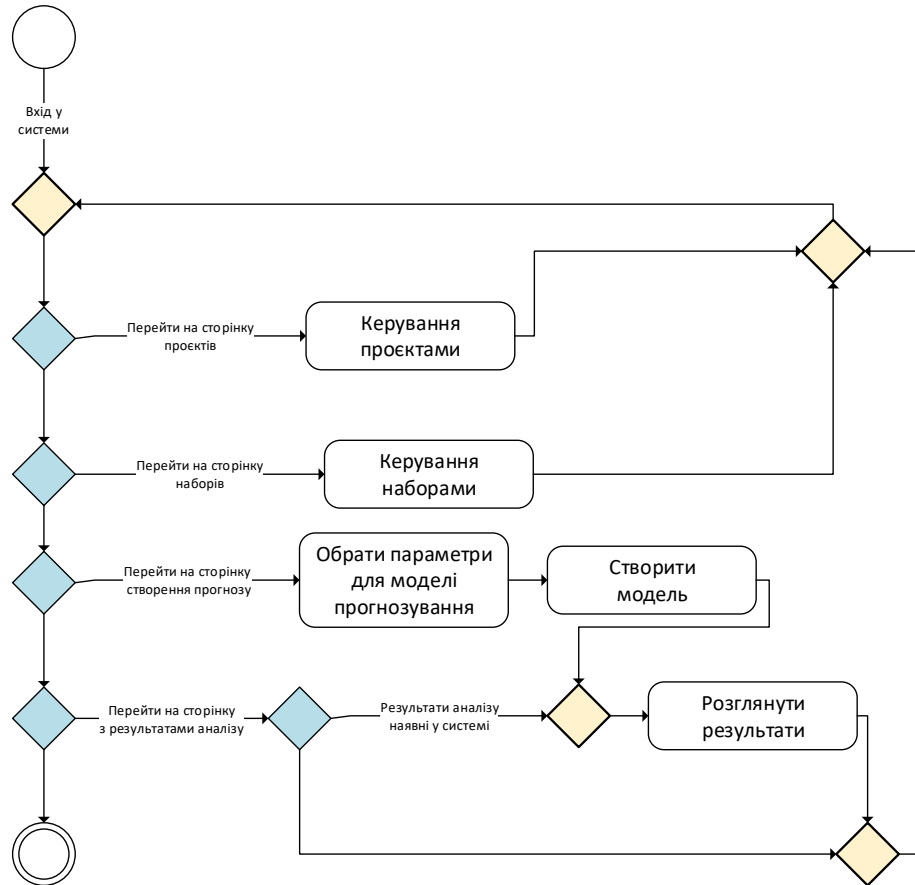 Вхід у
системи
Перейти на сторінку
проєктів
Керування
проєктами
Перейти на сторінку
наборів
Керування
наборами
Перейти на сторінку
створення прогнозу
Обрати параметри
для моделі
прогнозування
Створити
модель
Перейти на сторінку
з результатами аналізу
Результати аналізу
наявні у системі
Розглянути
результати